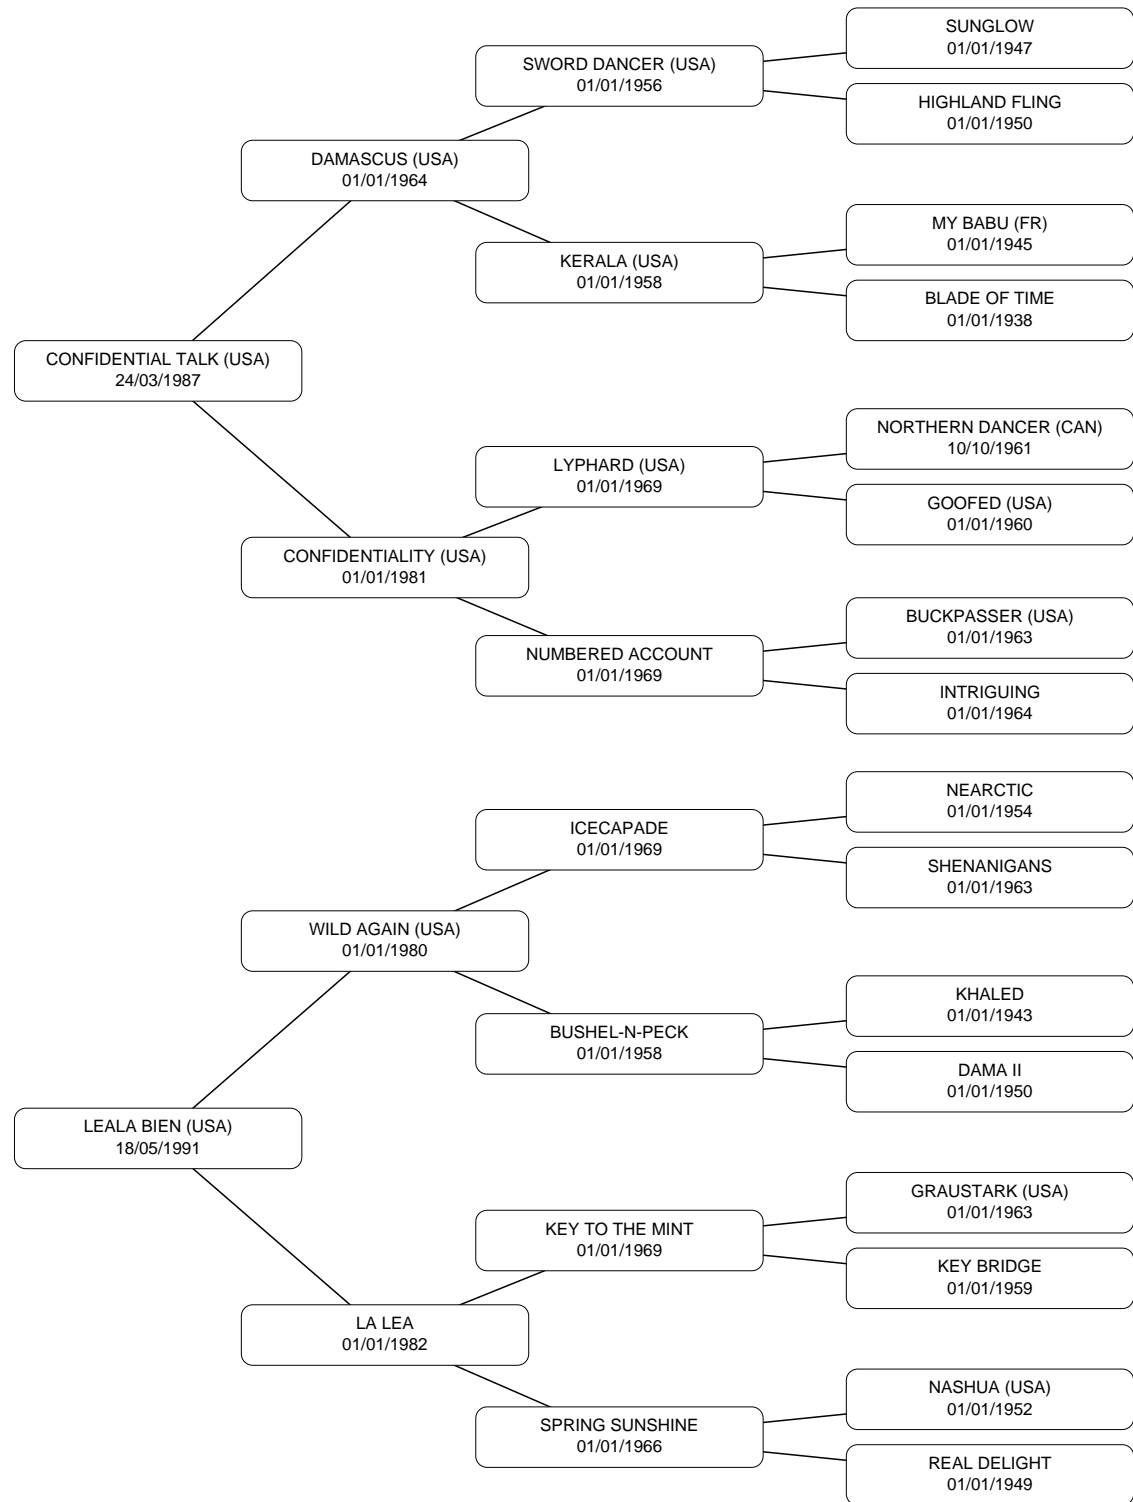 SUNGLOW
01/01/1947
SWORD DANCER (USA)
01/01/1956
HIGHLAND FLING
01/01/1950
DAMASCUS (USA)
01/01/1964
MY BABU (FR)
01/01/1945
KERALA (USA)
01/01/1958
BLADE OF TIME
01/01/1938
CONFIDENTIAL TALK (USA)
24/03/1987
NORTHERN DANCER (CAN)
10/10/1961
LYPHARD (USA)
01/01/1969
GOOFED (USA)
01/01/1960
CONFIDENTIALITY (USA)
01/01/1981
BUCKPASSER (USA)
01/01/1963
NUMBERED ACCOUNT
01/01/1969
INTRIGUING
01/01/1964
NEARCTIC
01/01/1954
ICECAPADE
01/01/1969
SHENANIGANS
01/01/1963
WILD AGAIN (USA)
01/01/1980
KHALED
01/01/1943
BUSHEL-N-PECK
01/01/1958
DAMA II
01/01/1950
LEALA BIEN (USA)
18/05/1991
GRAUSTARK (USA)
01/01/1963
KEY TO THE MINT
01/01/1969
KEY BRIDGE
01/01/1959
LA LEA
01/01/1982
NASHUA (USA)
01/01/1952
SPRING SUNSHINE
01/01/1966
REAL DELIGHT
01/01/1949